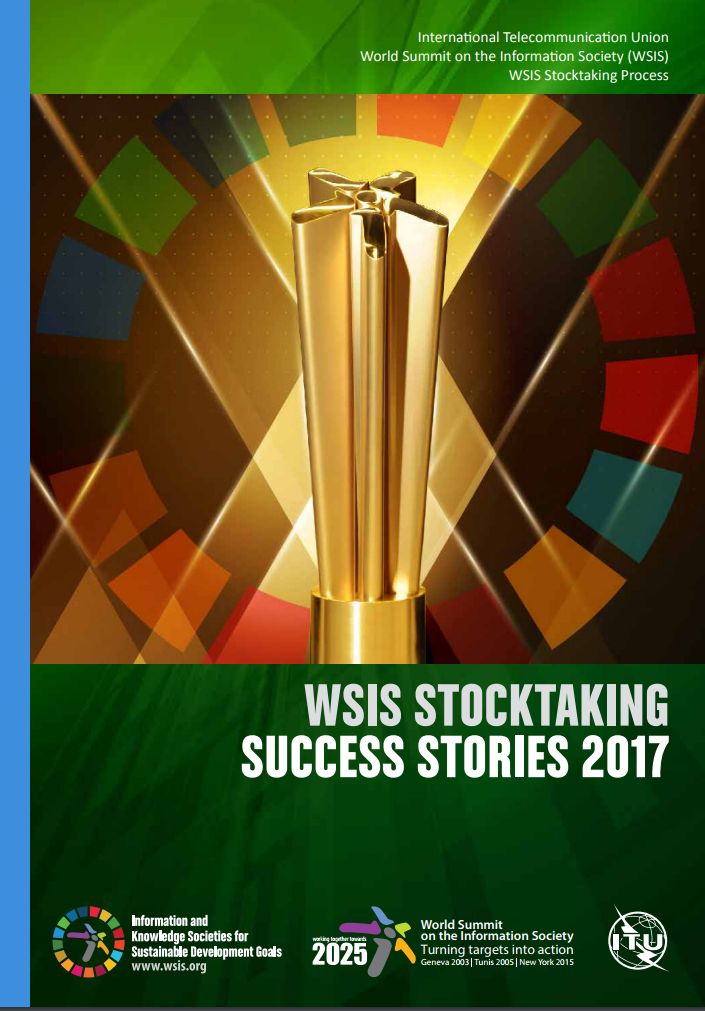 International Telecommunication Union
World Summit on the Information Society (WSIS)
WSIS Stocktaking Process
WSIS STOCKTAKING
SUCCESS STORIES 2017
Information and
Knowledge Societies for
Sustainable Development Goals
www.wsis.org
working together towards
2025
World Summit
on the Information Society
Turning targets into action
Geneva 2003 | Tunis 2005 | New York 2015
ITU